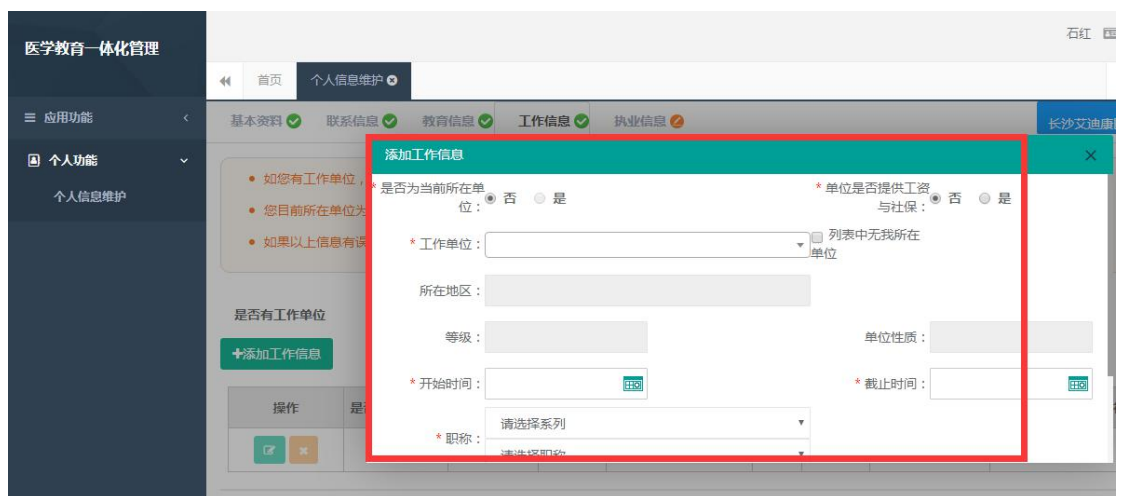 医学教育一体化管理
石红
首页
个人信息维护
应用功能
个人功能
个人信息维护
基本资料
联系信息
教育信息
工作信息
执业信息
长沙艾迪康
如您有工作单位，
您目前所在单位为
如果以上信息有误
是否有工作单位
+添加工作信息
操作
添加工作信息
* 是否为当前所在单
位：
否
是
* 单位是否提供工资
与社保：
否
是
* 工作单位：
列表中无我所在
单位
所在地区：
等级：
单位性质：
* 开始时间：
* 截止时间：
* 职称：
请选择系列
请选择职称